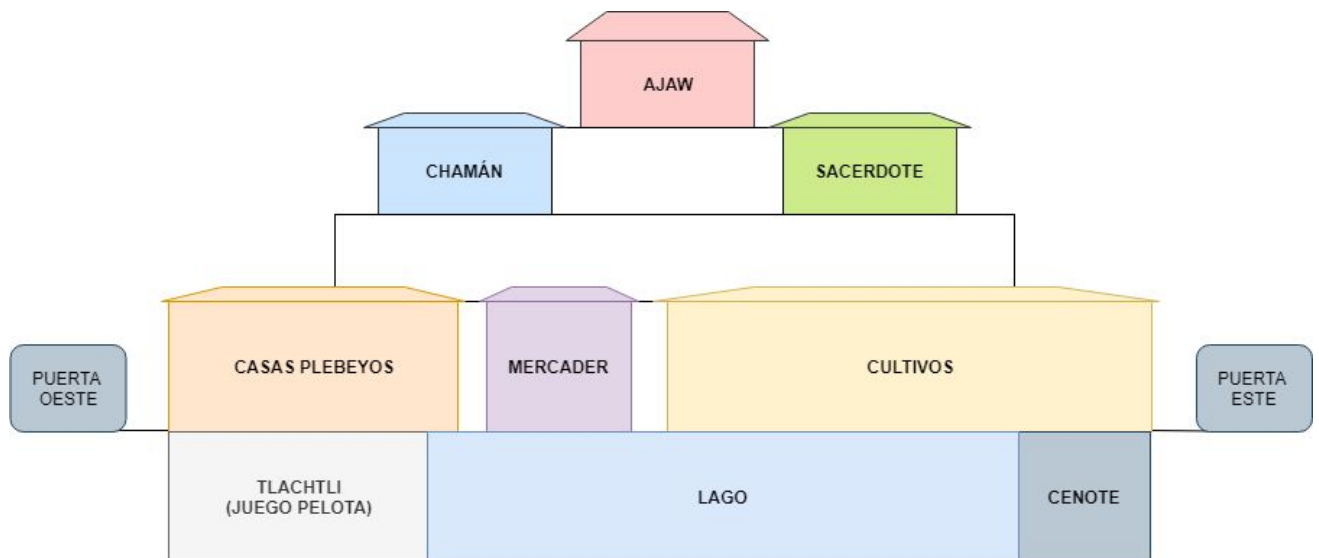 AJAW
CHAMÁN
SACERDOTE
CASAS PLEBEYOS
MERCADER
CULTIVOS
PUERTA
OESTE
PUERTA
ESTE
TLACHTLI
(JUEGO PELOTA)
LAGO
CENOTE